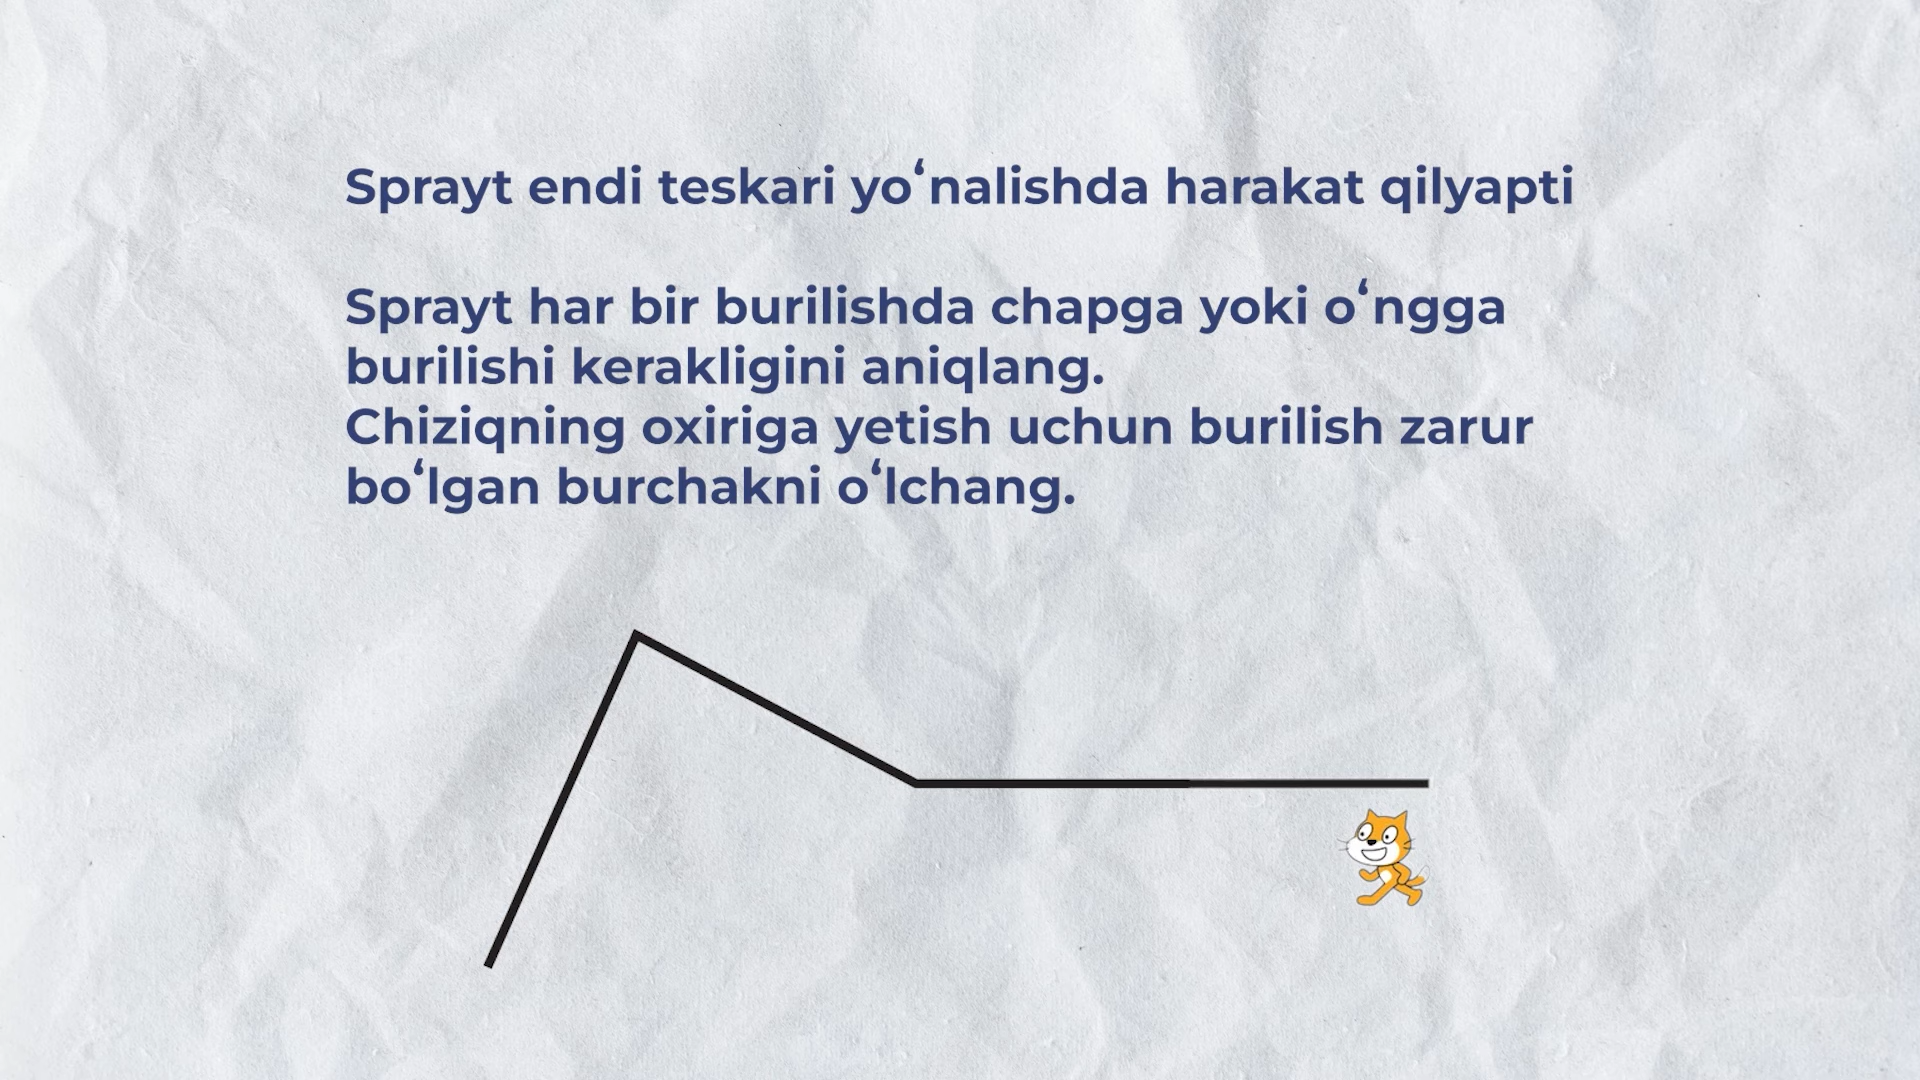 Sprayt endi teskari yoʻnalishda harakat qilyapti
Sprayt har bir burilishda chapga yoki oʻngga
burilishi kerakligini aniqlang.
Chiziqning oxiriga yetish uchun burilish zarur
boʻlgan burchakni oʻlchang.